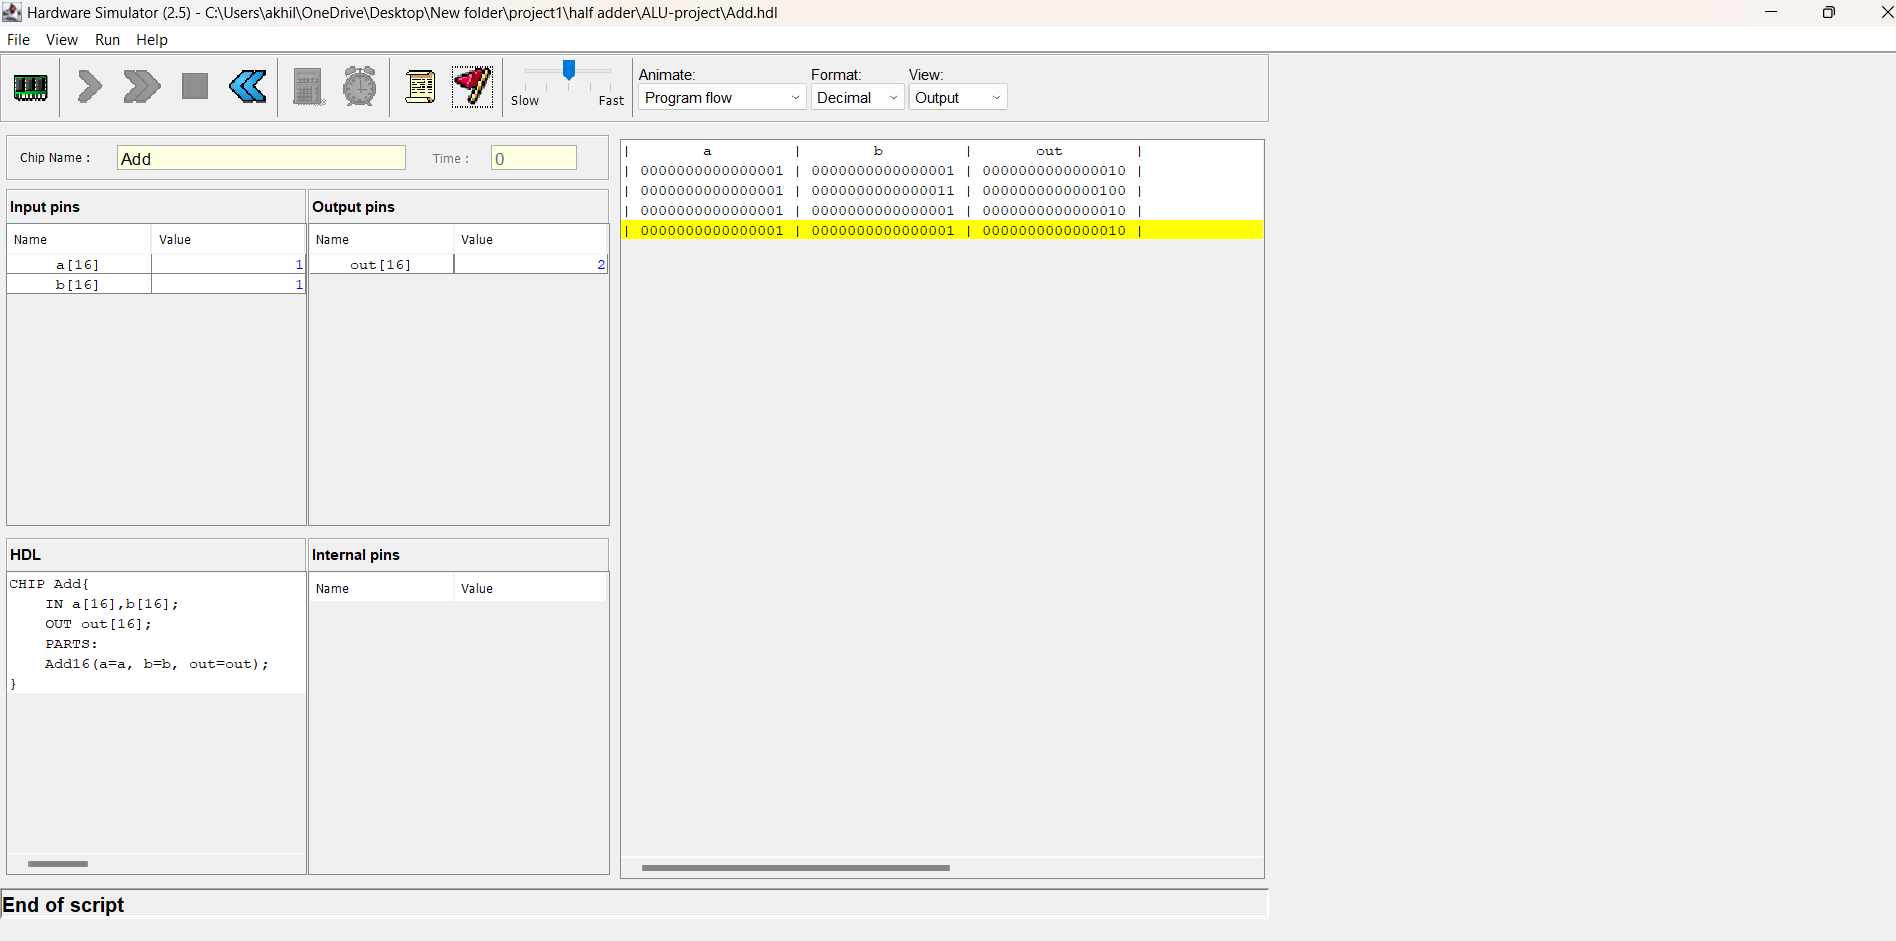 Hardware Simulator (2.5) - C:\Users\akhil\OneDrive\Desktop\New folder\project1\half adder\ALU-project\Add.hdl
File View Run Help
Slow Fast
Animate: Format: View:
Program flow Decimal Output
Chip Name : Add Time : 0
Input pins
Name Value
a[16] 1
b[16] 1
Output pins
Name Value
out[16] 2
| a | b | out |
| 0000000000000001 | 0000000000000001 | 0000000000000010 |
| 0000000000000001 | 0000000000000011 | 0000000000000100 |
| 0000000000000001 | 0000000000000001 | 0000000000000010 |
| 0000000000000001 | 0000000000000001 | 0000000000000010 |
HDL
CHIP Add{
IN a[16],b[16];
OUT out[16];
PARTS:
Add16(a=a, b=b, out=out);
}
Internal pins
Name Value
End of script